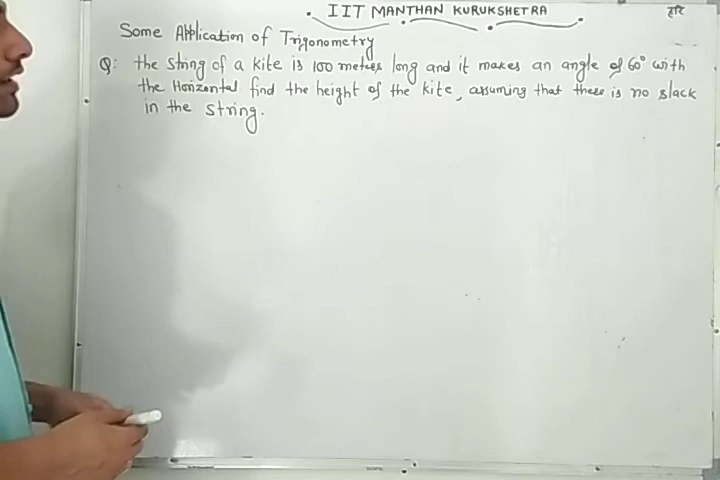 IIT MANTHAN KURUKSHETRA
हरि
Some Application of Trigonometry
Q: the string of a kite is 100 meters long and it makes an angle of 60° with
the Horizontal find the height of the kite, assuming that there is no slack
in the string.